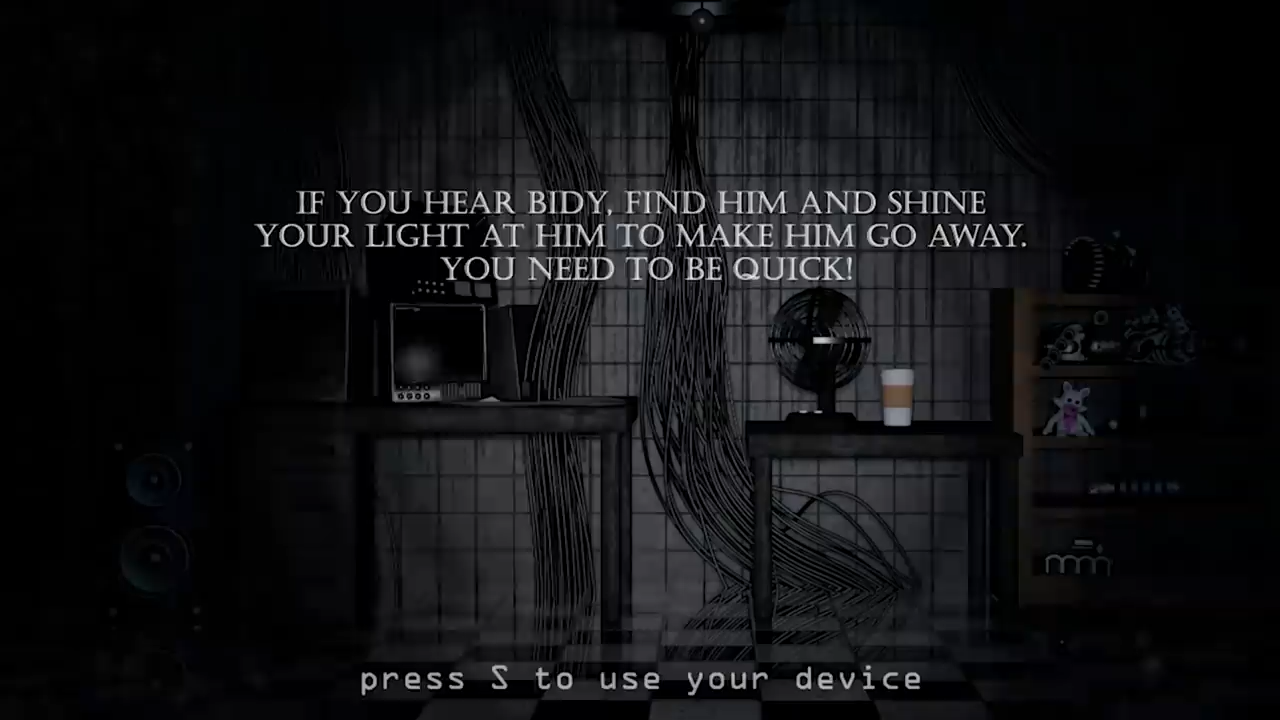 IF YOU HEAR BIDY, FIND HIM AND SHINE
YOUR LIGHT AT HIM TO MAKE HIM GO AWAY.
YOU NEED TO BE QUICK!
press S to use your device